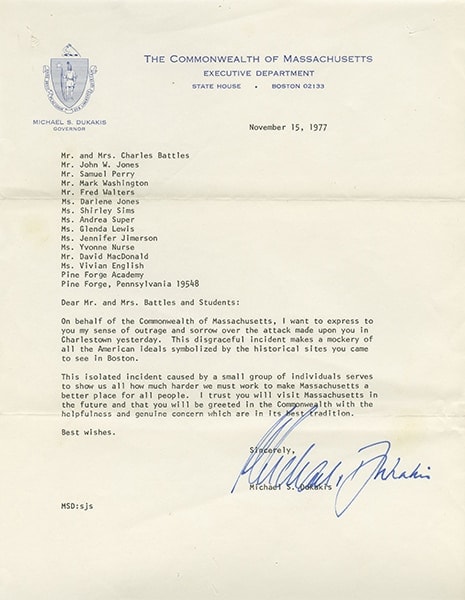 THE COMMONWEALTH OF MASSACHUSETTS
EXECUTIVE DEPARTMENT
STATE HOUSE • BOSTON 02133
MICHAEL S. DUKAKIS
GOVERNOR
November 15, 1977
Mr. and Mrs. Charles Battles
Mr. John W. Jones
Mr. Samuel Perry
Mr. Mark Washington
Mr. Fred Walters
Ms. Darlene Jones
Ms. Shirley Sims
Ms. Andrea Super
Ms. Glenda Lewis
Ms. Jennifer Jimerson
Ms. Yvonne Nurse
Mr. David MacDonald
Ms. Vivian English
Pine Forge Academy
Pine Forge, Pennsylvania 19548
Dear Mr. and Mrs. Battles and Students:
On behalf of the Commonwealth of Massachusetts, I want to express to
you my sense of outrage and sorrow over the attack made upon you in
Charlestown yesterday. This disgraceful incident makes a mockery of
all the American ideals symbolized by the historical sites you came
to see in Boston.
This isolated incident caused by a small group of individuals serves
to show us all how much harder we must work to make Massachusetts a
better place for all people. I trust you will visit Massachusetts in
the future and that you will be greeted in the Commonwealth with the
helpfulness and genuine concern which are in its best tradition.
Best wishes.
Sincerely,
Michael S. Dukakis
Michael S. Dukakis
MSD:sjs